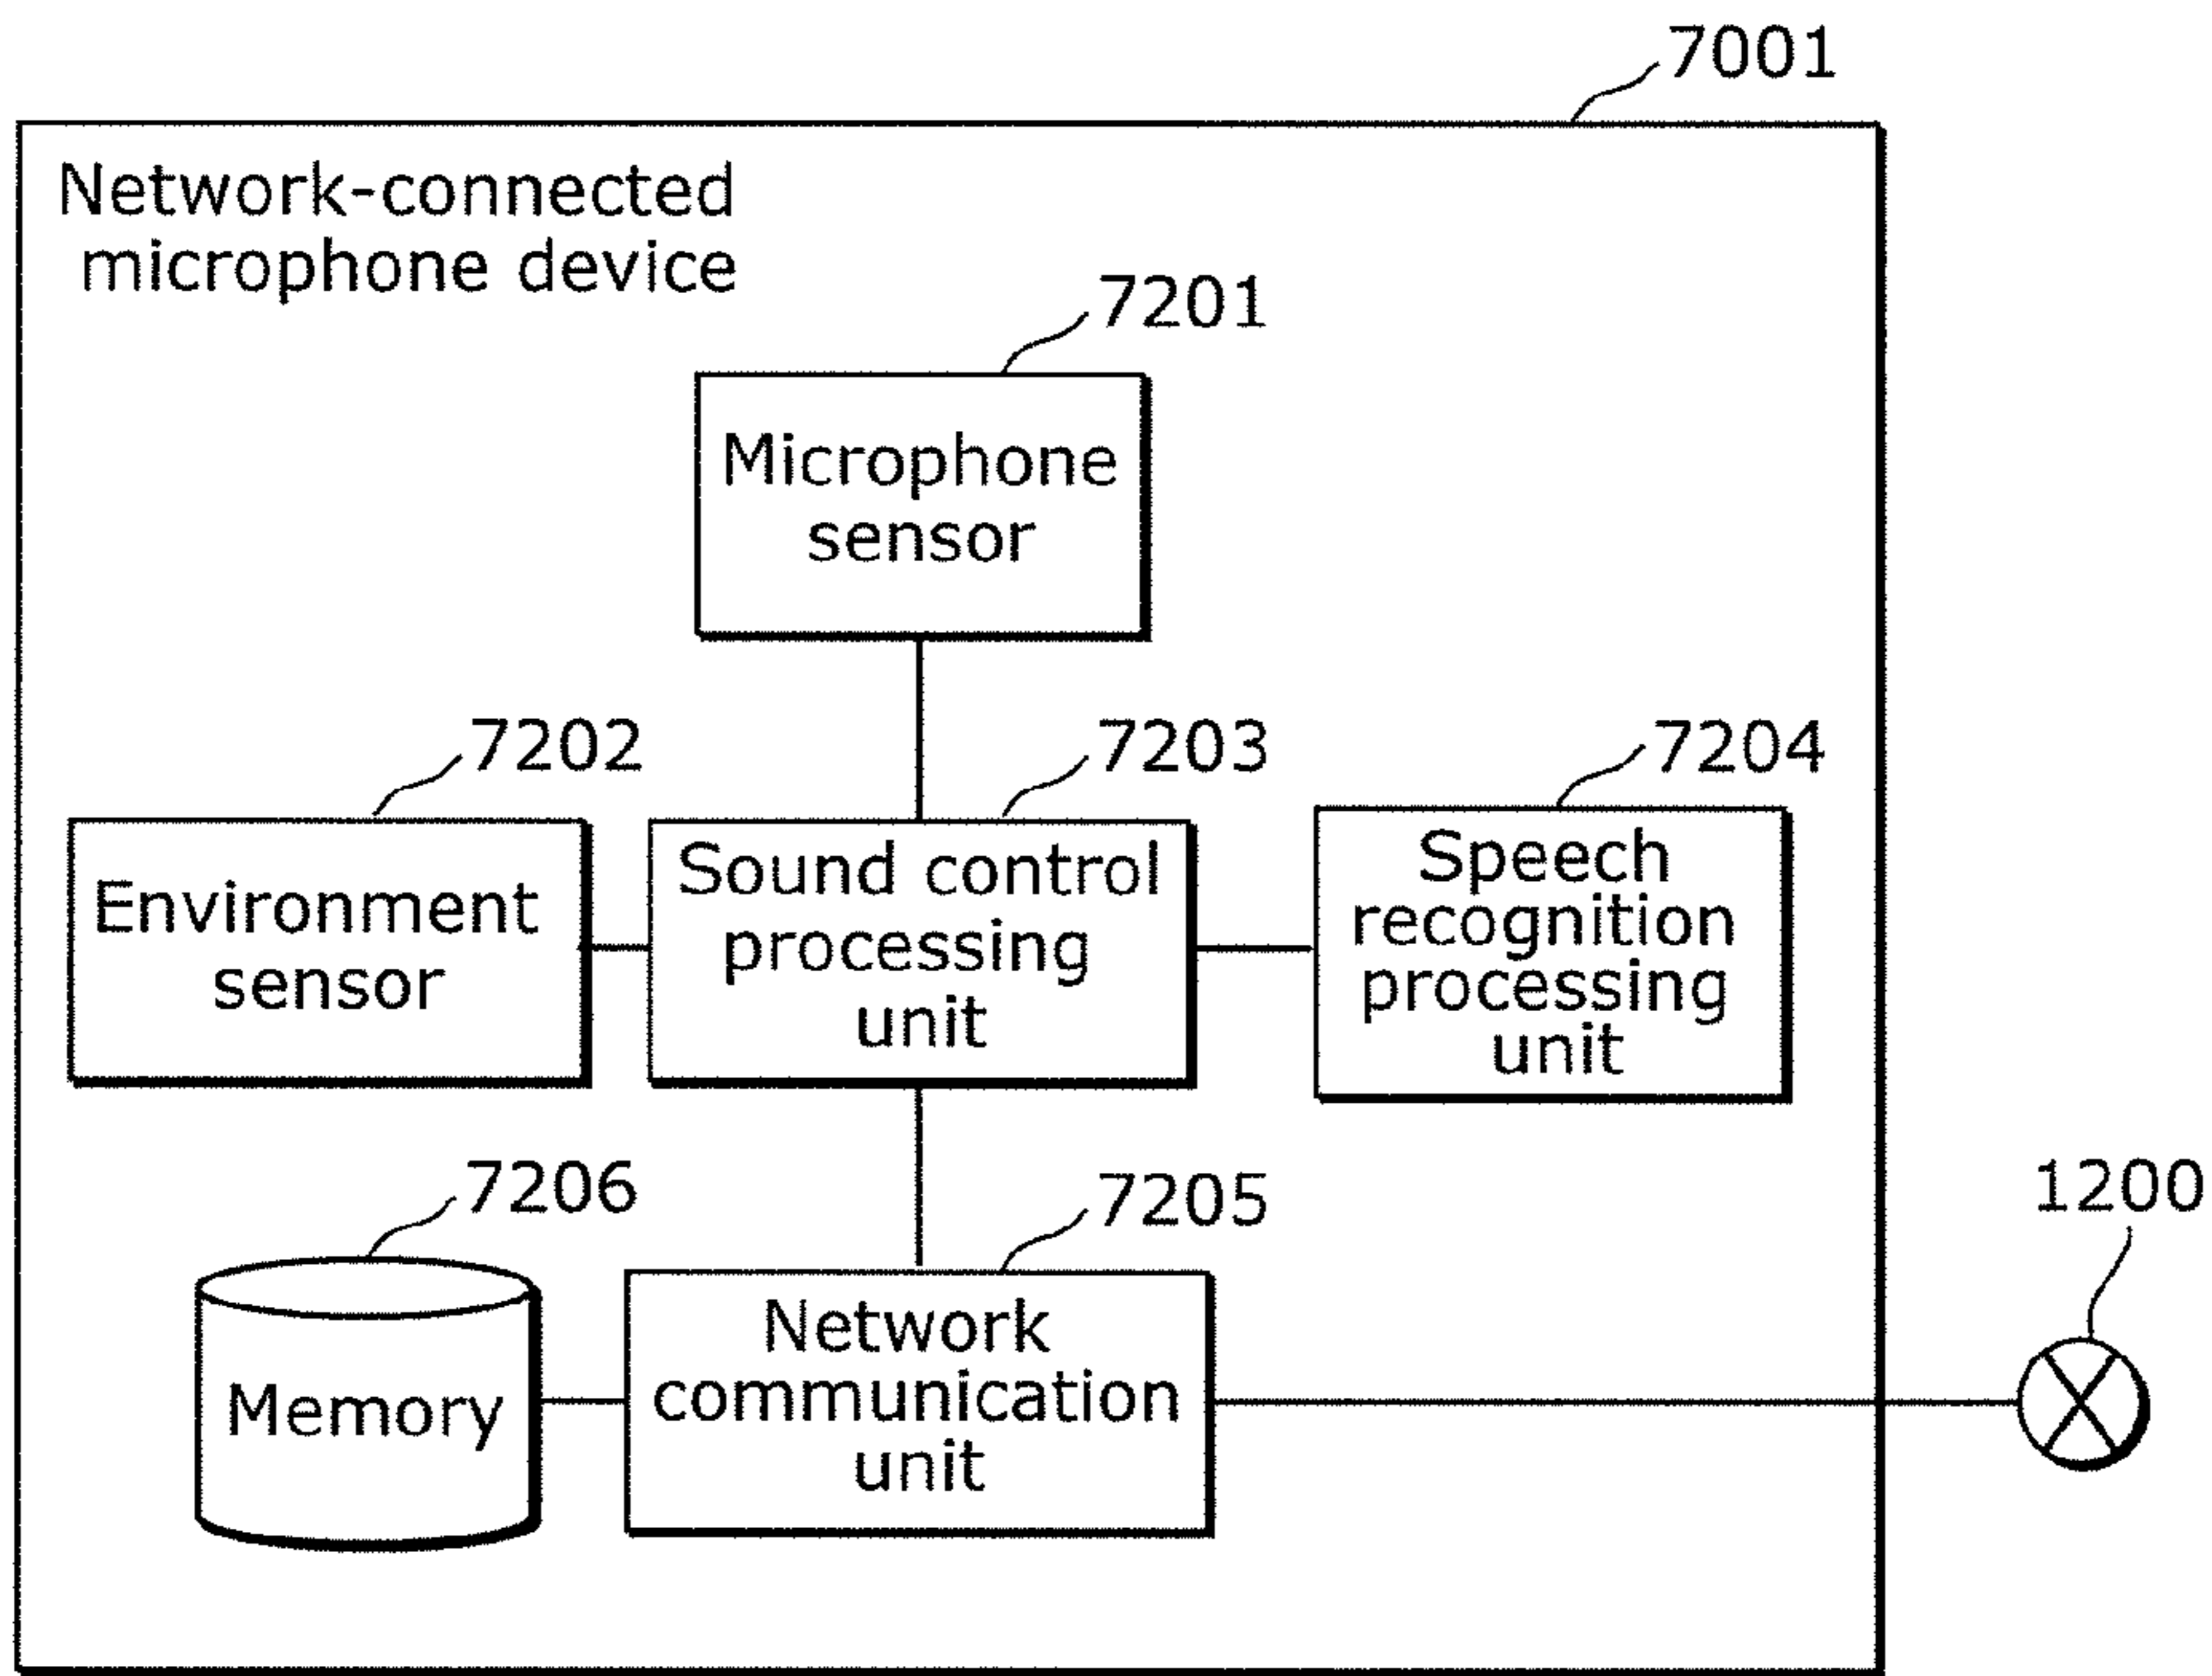 7001
Network-connected
microphone device
7201
Microphone
sensor
7202
7203
7204
Environment
sensor
Sound control
processing
unit
Speech
recognition
processing
unit
7206
7205
1200
Memory
Network
communication
unit